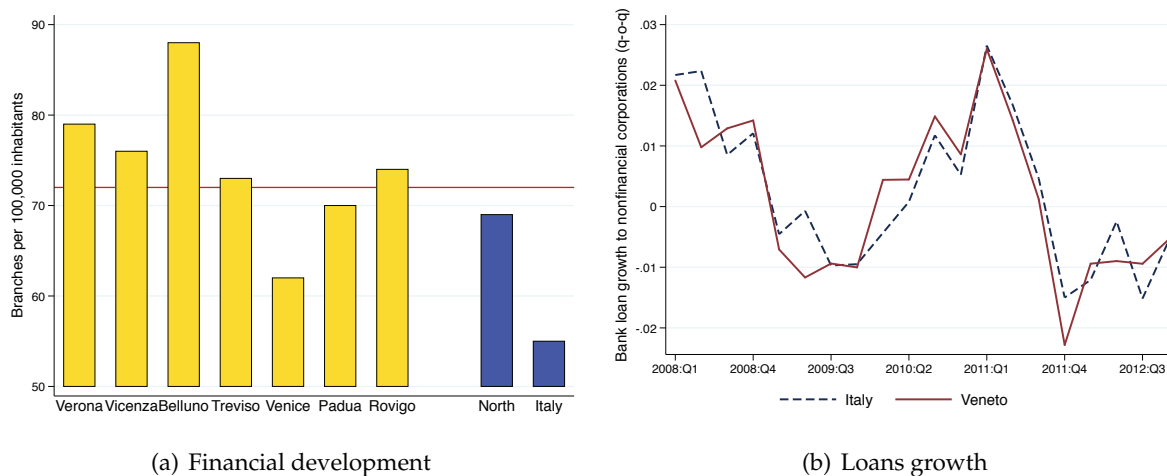 Branches per 100,000 inhabitants
90
80
70
60
50
Verona Vicenza Belluno Treviso Venice Padua Rovigo North Italy
(a) Financial development
Bank loan growth to nonfinancial corporations (q-o-q)
.03
.02
.01
0
-.01
-.02
2008:Q1 2008:Q4 2009:Q3 2010:Q2 2011:Q1 2011:Q4 2012:Q3
Italy Veneto
(b) Loans growth